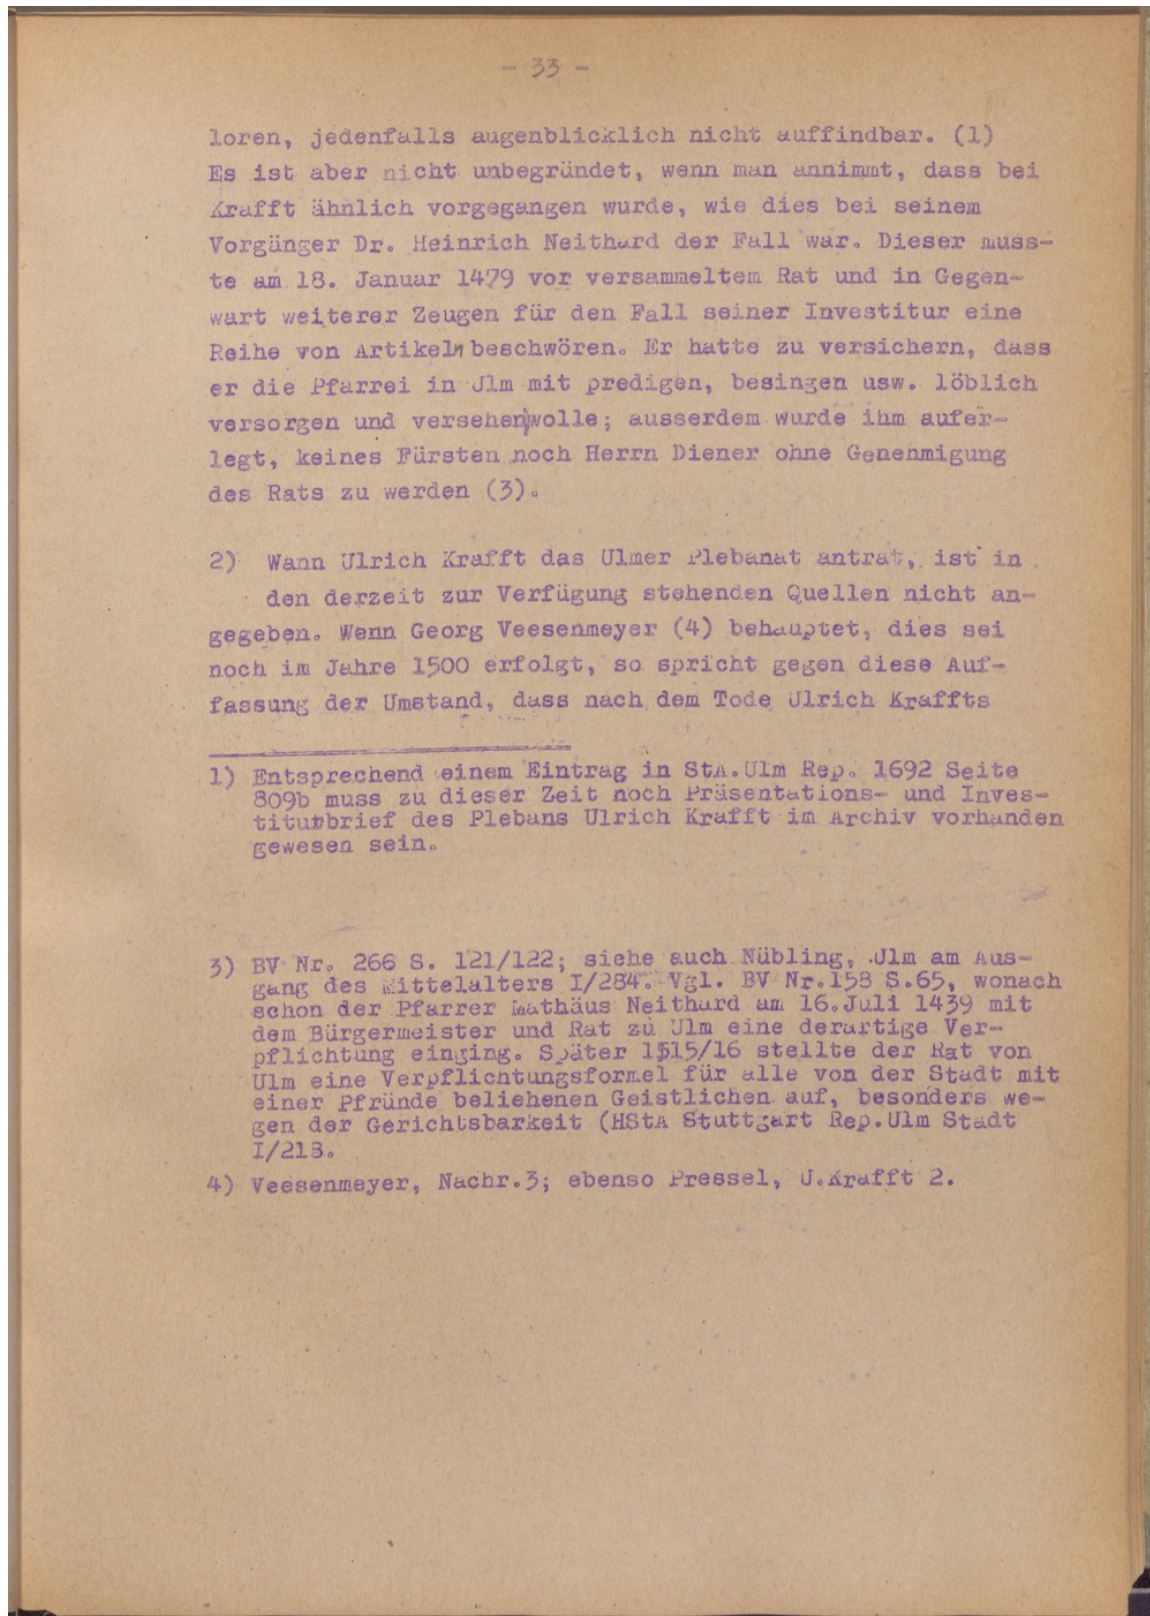 - 33 -
loren, jedenfalls augenblicklich nicht auffindbar. (1)
Es ist aber nicht unbegründet, wenn man annimmt, dass bei
Krafft ähnlich vorgegangen wurde, wie dies bei seinem
Vorgänger Dr. Heinrich Neithard der Fall war. Dieser muss-
te am 18. Januar 1479 vor versammeltem Rat und in Gegen-
wart weiterer Zeugen für den Fall seiner Investitur eine
Reihe von Artikeln beschwören. Er hatte zu versichern, dass
er die Pfarrei in Ulm mit predigen, besingen usw. löblich
versorgen und versehen wolle; ausserdem wurde ihm aufer-
legt, keines Fürsten noch Herrn Diener ohne Genehmigung
des Rats zu werden (3).
2) Wann Ulrich Krafft das Ulmer Plebanat antrat, ist in
den derzeit zur Verfügung stehenden Quellen nicht an-
gegeben. Wenn Georg Veesenmeyer (4) behauptet, dies sei
noch im Jahre 1500 erfolgt, so spricht gegen diese Auf-
fassung der Umstand, dass nach dem Tode Ulrich Kraffts
1) Entsprechend einem Eintrag in StA.Ulm Rep. 1692 Seite
809b muss zu dieser Zeit noch Präsentations- und Inves-
titurbrief des Plebans Ulrich Krafft im Archiv vorhanden
gewesen sein.
3) BV Nr. 266 S. 121/122; siehe auch Nübling, Ulm am Aus-
gang des Mittelalters I/284. Vgl. BV Nr.158 S.65, wonach
schon der Pfarrer Mathäus Neithard am 16.Juli 1439 mit
dem Bürgermeister und Rat zu Ulm eine derartige Ver-
pflichtung einging. Später 1515/16 stellte der Rat von
Ulm eine Verpflichtungsformel für alle von der Stadt mit
einer Pfründe beliehenen Geistlichen auf, besonders we-
gen der Gerichtsbarkeit (HStA Stuttgart Rep.Ulm Stadt
I/218.
4) Veesenmeyer, Nachr.3; ebenso Pressel, U.Krafft 2.